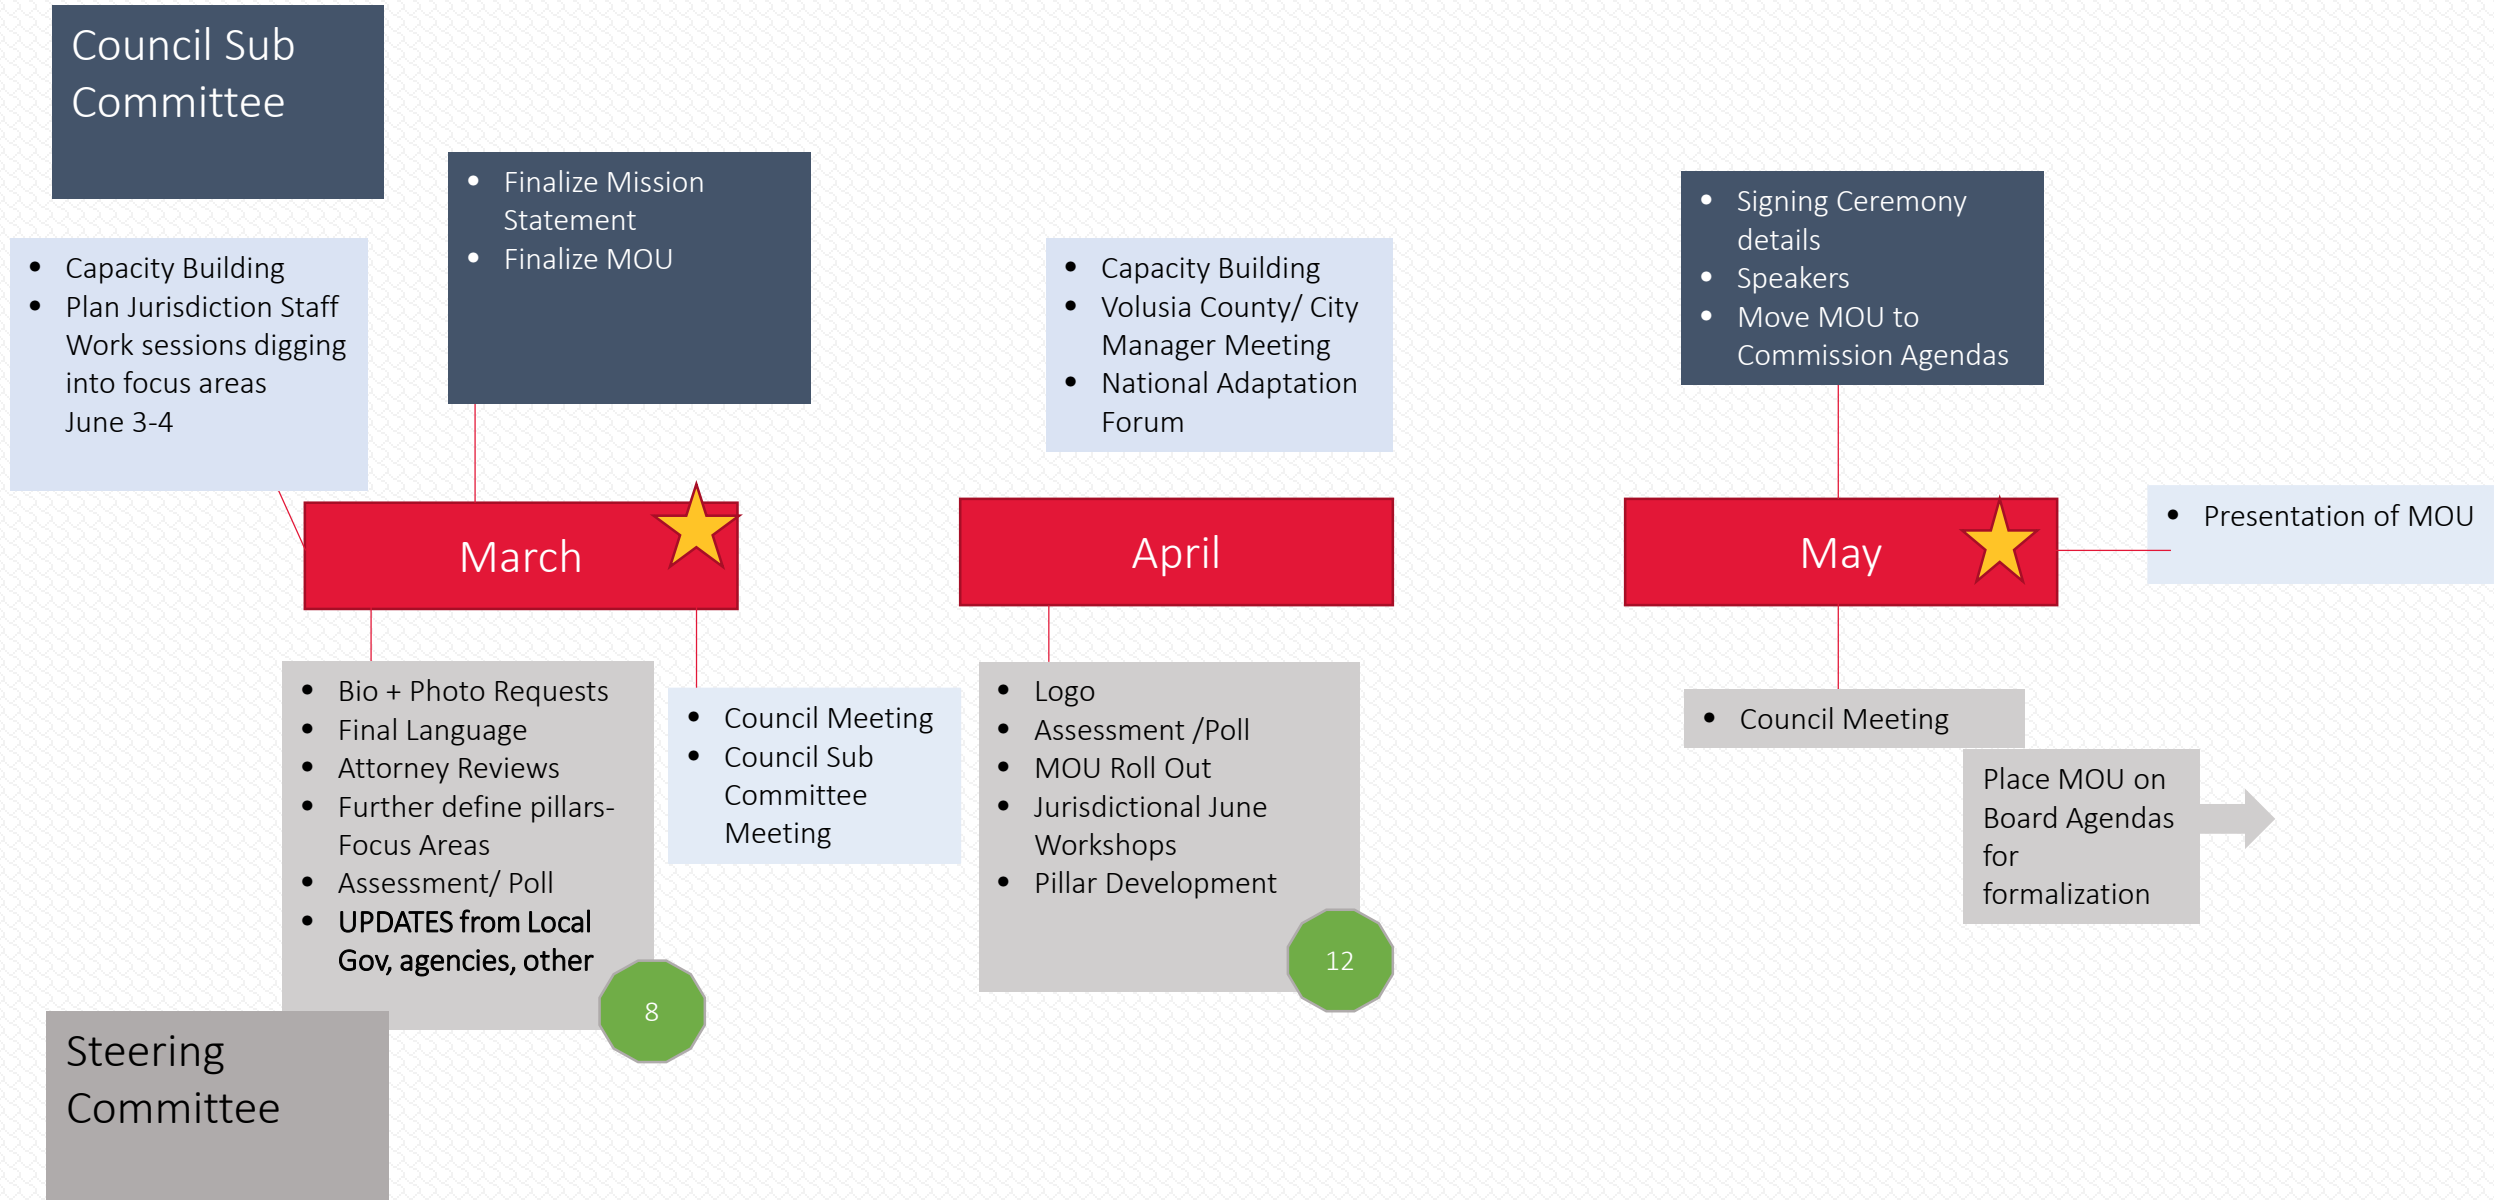 Council Sub
Committee
• Finalize Mission
Statement
• Finalize MOU
• Signing Ceremony
details
• Speakers
• Move MOU to
Commission Agendas
• Capacity Building
• Plan Jurisdiction Staff
Work sessions digging
into focus areas
June 3-4
• Capacity Building
• Volusia County/ City
Manager Meeting
• National Adaptation
Forum
March
April
May
• Presentation of MOU
• Bio + Photo Requests
• Final Language
• Attorney Reviews
• Further define pillars-
Focus Areas
• Assessment/ Poll
• UPDATES from Local
Gov, agencies, other
8
• Council Meeting
• Council Sub
Committee
Meeting
• Logo
• Assessment /Poll
• MOU Roll Out
• Jurisdictional June
Workshops
• Pillar Development
12
• Council Meeting
Place MOU on
Board Agendas
for
formalization
Steering
Committee